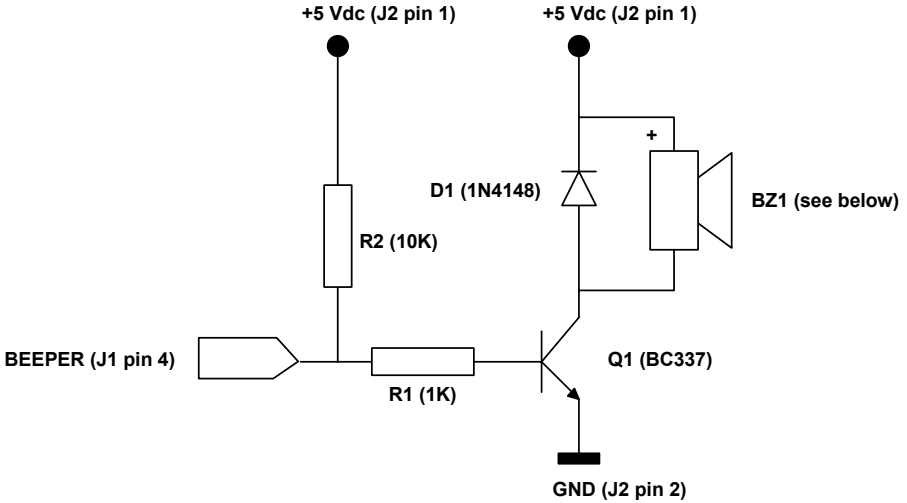 +5 Vdc (J2 pin 1)
+5 Vdc (J2 pin 1)
+
D1 (1N4148)
BZ1 (see below)
R2 (10K)
BEEPER (J1 pin 4)
Q1 (BC337)
R1 (1K)
GND (J2 pin 2)